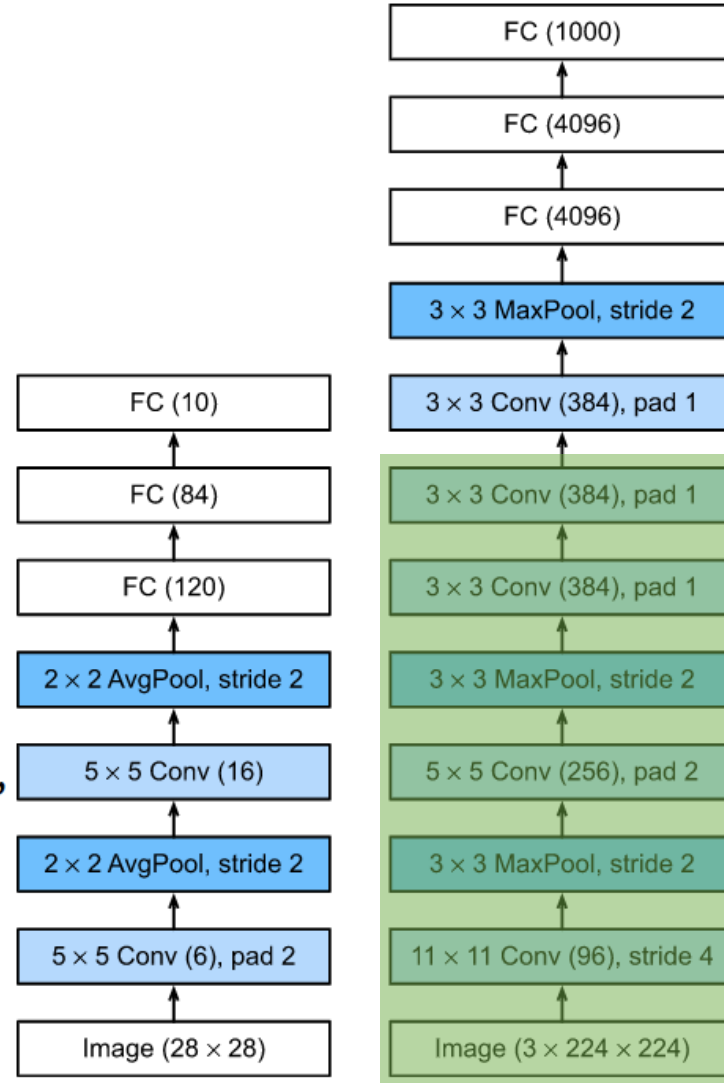 FC (1000)
FC (4096)
FC (4096)
3 × 3 MaxPool, stride 2
3 × 3 Conv (384), pad 1
3 × 3 Conv (384), pad 1
3 × 3 Conv (384), pad 1
3 × 3 MaxPool, stride 2
5 × 5 Conv (256), pad 2
3 × 3 MaxPool, stride 2
11 × 11 Conv (96), stride 4
Image (3 × 224 × 224)
FC (10)
FC (84)
FC (120)
2 × 2 AvgPool, stride 2
5 × 5 Conv (16)
,
2 × 2 AvgPool, stride 2
5 × 5 Conv (6), pad 2
Image (28 × 28)